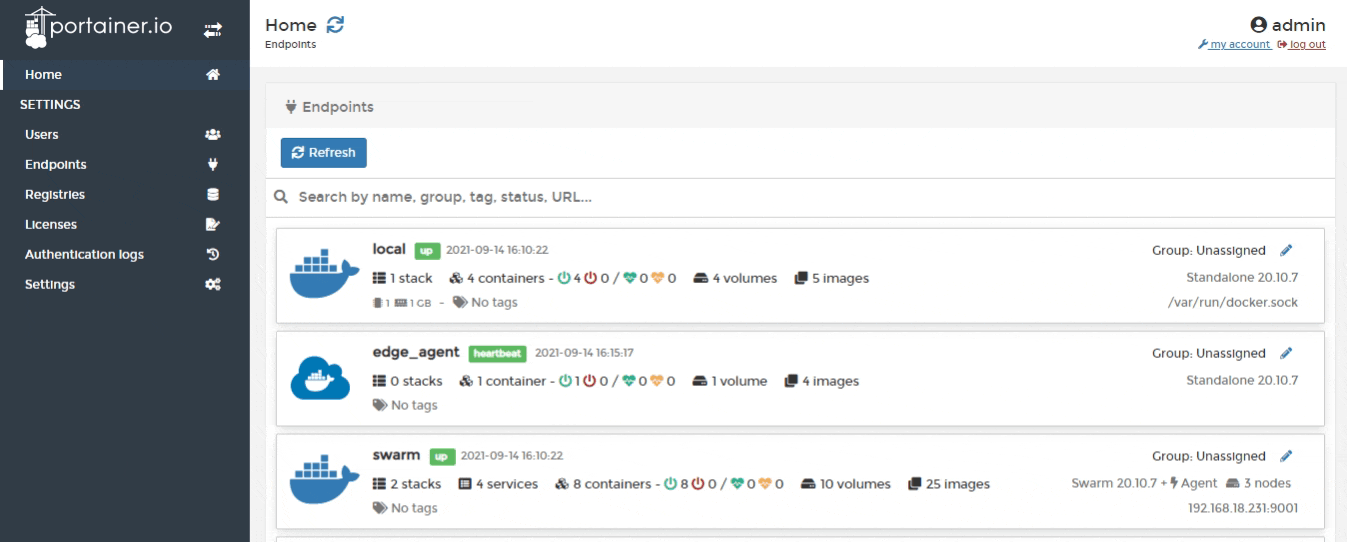 portainer.io
Home
SETTINGS
Users
Endpoints
Registries
Licenses
Authentication logs
Settings
Home
Endpoints
admin
my account log out
Endpoints
Refresh
Search by name, group, tag, status, URL...
local up 2021-09-14 16:10:22 Group: Unassigned
1 stack 4 containers - 4 0 / 0 0 4 volumes 5 images Standalone 20.10.7
1 1 GB - No tags /var/run/docker.sock
edge_agent heartbeat 2021-09-14 16:15:17 Group: Unassigned
0 stacks 1 container - 1 0 / 0 0 1 volume 4 images Standalone 20.10.7
No tags
swarm up 2021-09-14 16:10:22 Group: Unassigned
2 stacks 4 services 8 containers - 8 0 / 0 0 10 volumes 25 images Swarm 20.10.7 + Agent 3 nodes
No tags 192.168.18.231:9001